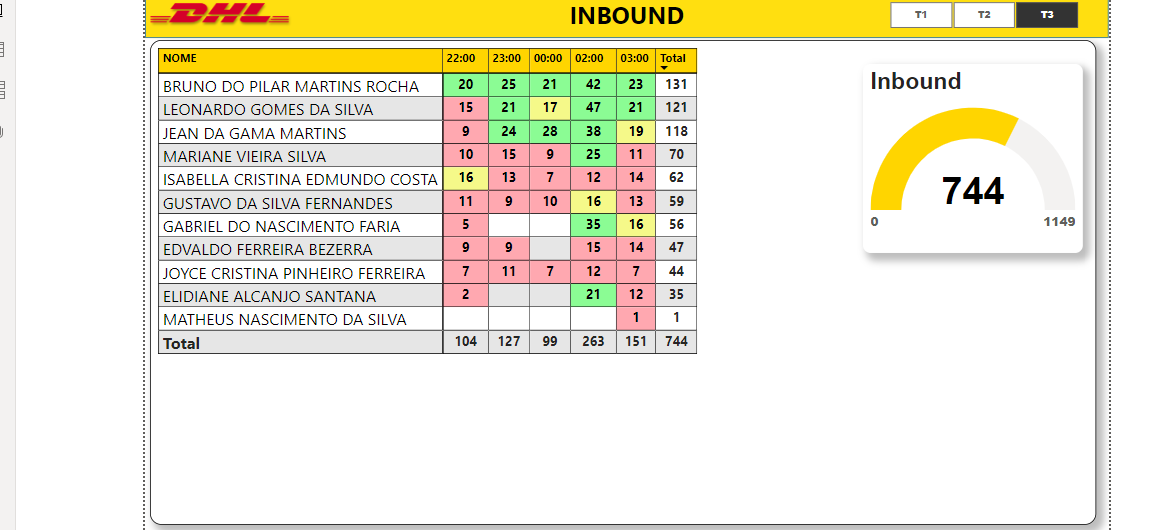 DHL INBOUND T1 T2 T3
NOME 22:00 23:00 00:00 02:00 03:00 Total
BRUNO DO PILAR MARTINS ROCHA 20 25 21 42 23 131
LEONARDO GOMES DA SILVA 15 21 17 47 21 121
JEAN DA GAMA MARTINS 9 24 28 38 19 118
MARIANE VIEIRA SILVA 10 15 9 25 11 70
ISABELLA CRISTINA EDMUNDO COSTA 16 13 7 12 14 62
GUSTAVO DA SILVA FERNANDES 11 9 10 16 13 59
GABRIEL DO NASCIMENTO FARIA 5 35 16 56
EDVALDO FERREIRA BEZERRA 9 9 15 14 47
JOYCE CRISTINA PINHEIRO FERREIRA 7 11 7 12 7 44
ELIDIANE ALCANJO SANTANA 2 21 12 35
MATHEUS NASCIMENTO DA SILVA 1 1
Total 104 127 99 263 151 744
Inbound
744
0 1149